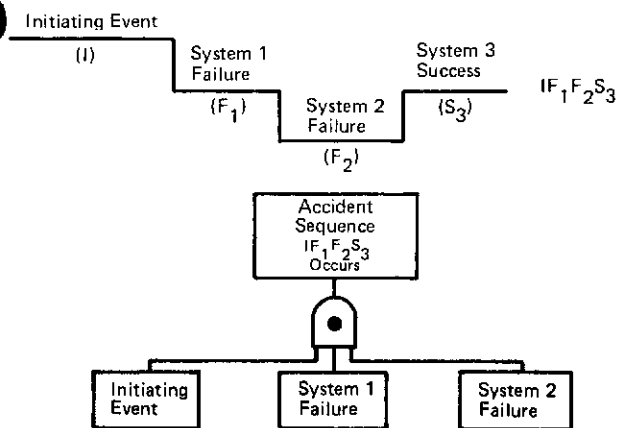 Initiating Event
(I)
System 1
Failure
(F1)
System 2
Failure
(F2)
System 3
Success
(S3)
IF1F2S3
Accident
Sequence
IF1F2S3
Occurs
Initiating
Event
System 1
Failure
System 2
Failure